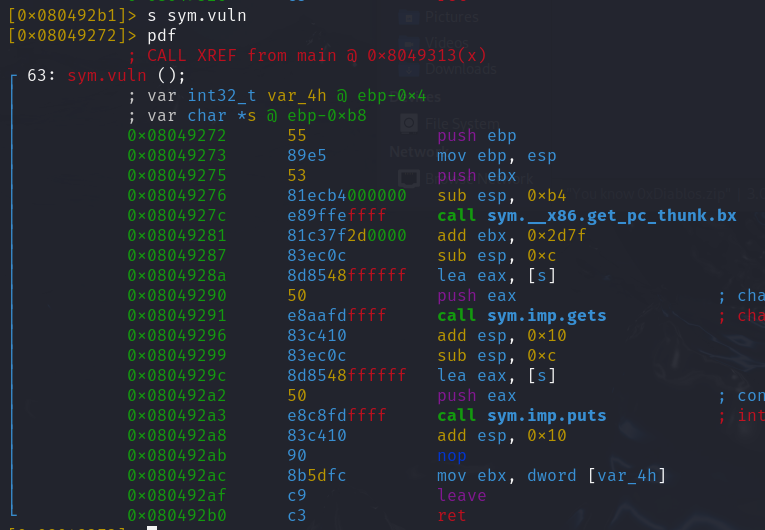 [0×080492b1]> s sym.vuln
[0×08049272]> pdf
; CALL XREF from main @ 0×8049313(x)
┌ 63: sym.vuln ();
│ ; var int32_t var_4h @ ebp-0×4
│ ; var char *s @ ebp-0×b8
│ 0×08049272 55 push ebp
│ 0×08049273 89e5 mov ebp, esp
│ 0×08049275 53 push ebx
│ 0×08049276 81ecb4000000 sub esp, 0×b4
│ 0×0804927c e89ffeffff call sym.__x86.get_pc_thunk.bx
│ 0×08049281 81c37f2d0000 add ebx, 0×2d7f
│ 0×08049287 83ec0c sub esp, 0×c
│ 0×0804928a 8d8548ffffff lea eax, [s]
│ 0×08049290 50 push eax ; cha
│ 0×08049291 e8aafdffff call sym.imp.gets ; cha
│ 0×08049296 83c410 add esp, 0×10
│ 0×08049299 83ec0c sub esp, 0×c
│ 0×0804929c 8d8548ffffff lea eax, [s]
│ 0×080492a2 50 push eax ; con
│ 0×080492a3 e8c8fdffff call sym.imp.puts ; int
│ 0×080492a8 83c410 add esp, 0×10
│ 0×080492ab 90 nop
│ 0×080492ac 8b5dfc mov ebx, dword [var_4h]
│ 0×080492af c9 leave
└ 0×080492b0 c3 ret
Pictures
Videos
Downloads
File System